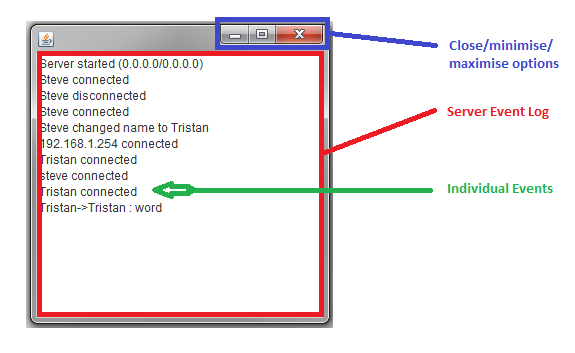 Server started (0.0.0.0/0.0.0.0)
Steve connected
Steve disconnected
Steve connected
Steve changed name to Tristan
192.168.1.254 connected
Tristan connected
steve connected
Tristan connected
Tristan->Tristan : word
Close/minimise/
maximise options
Server Event Log
Individual Events